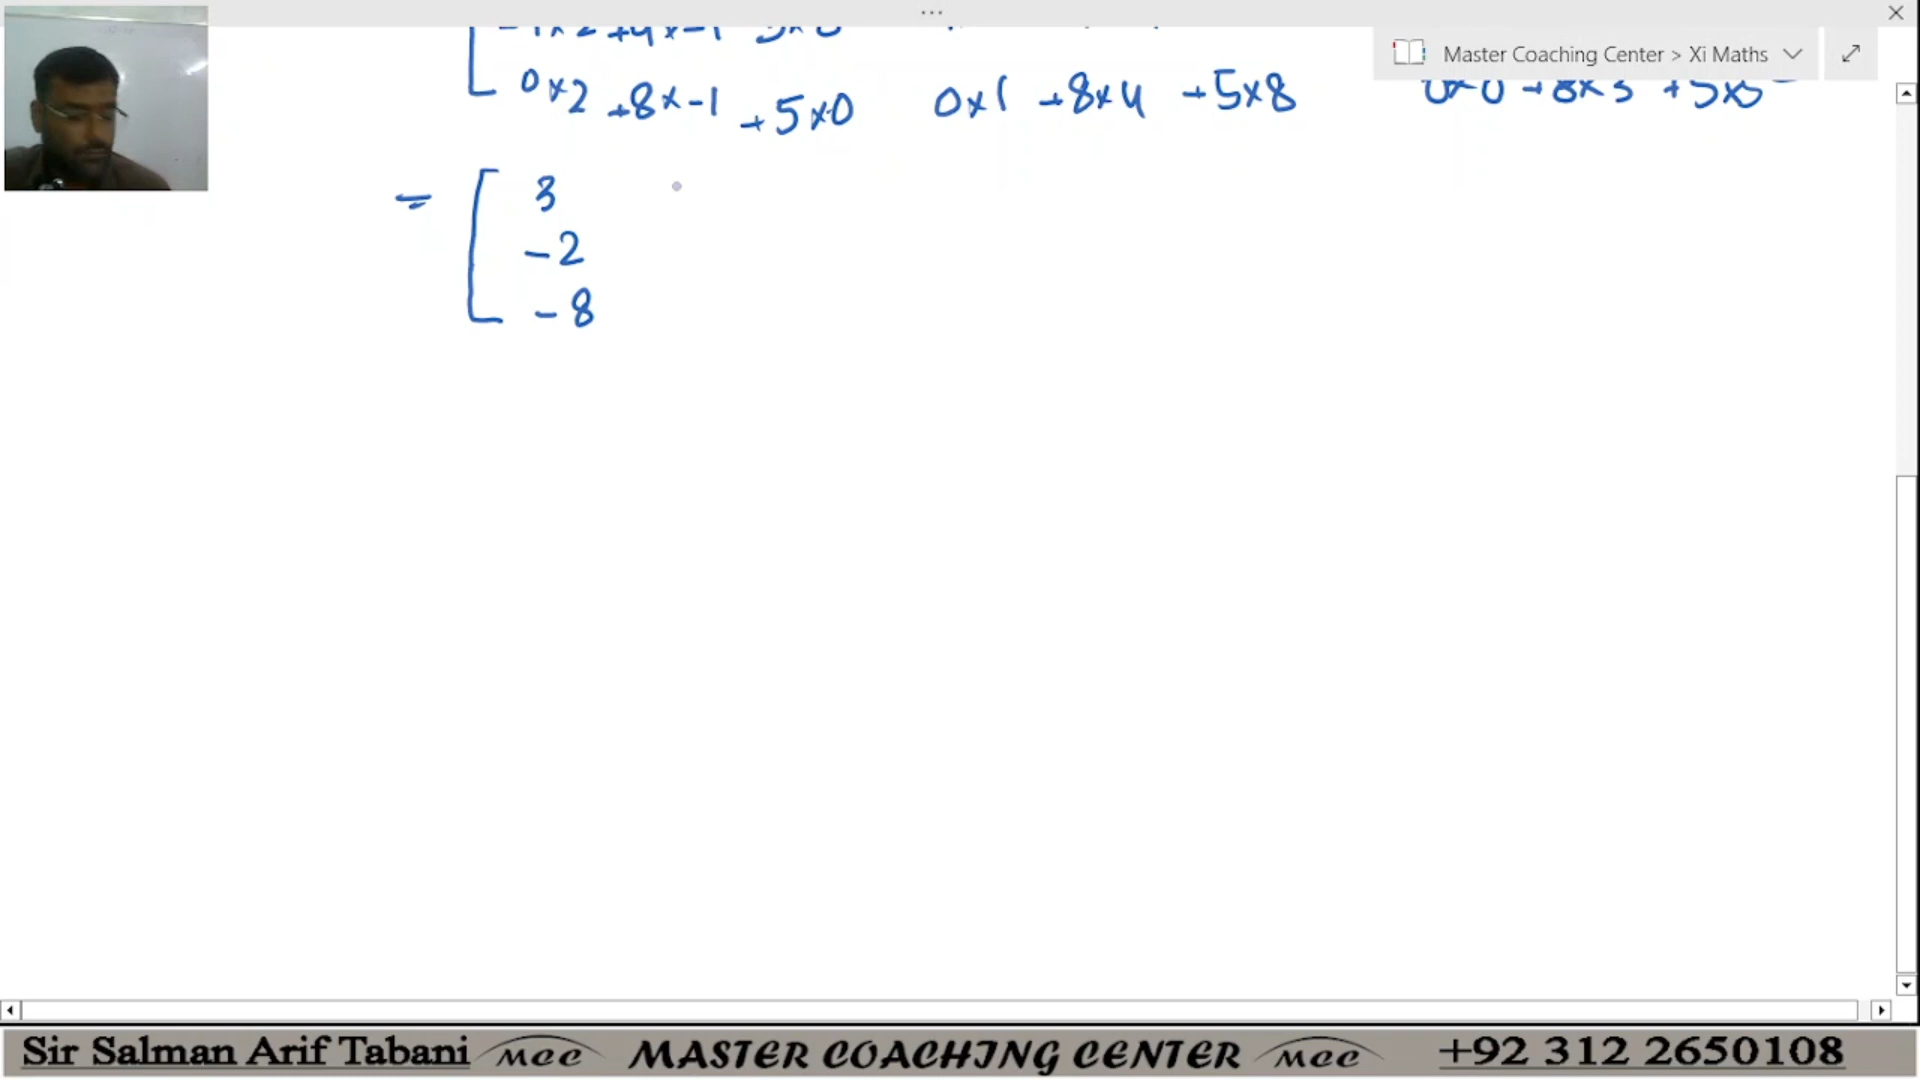 Master Coaching Center > Xi Maths
0×2 +8×-1 +5×0 0×1 +8×4 +5×8
= [ 3
-2
-8
Sir Salman Arif Tabani MCC MASTER COACHING CENTER MCC +92 312 2650108